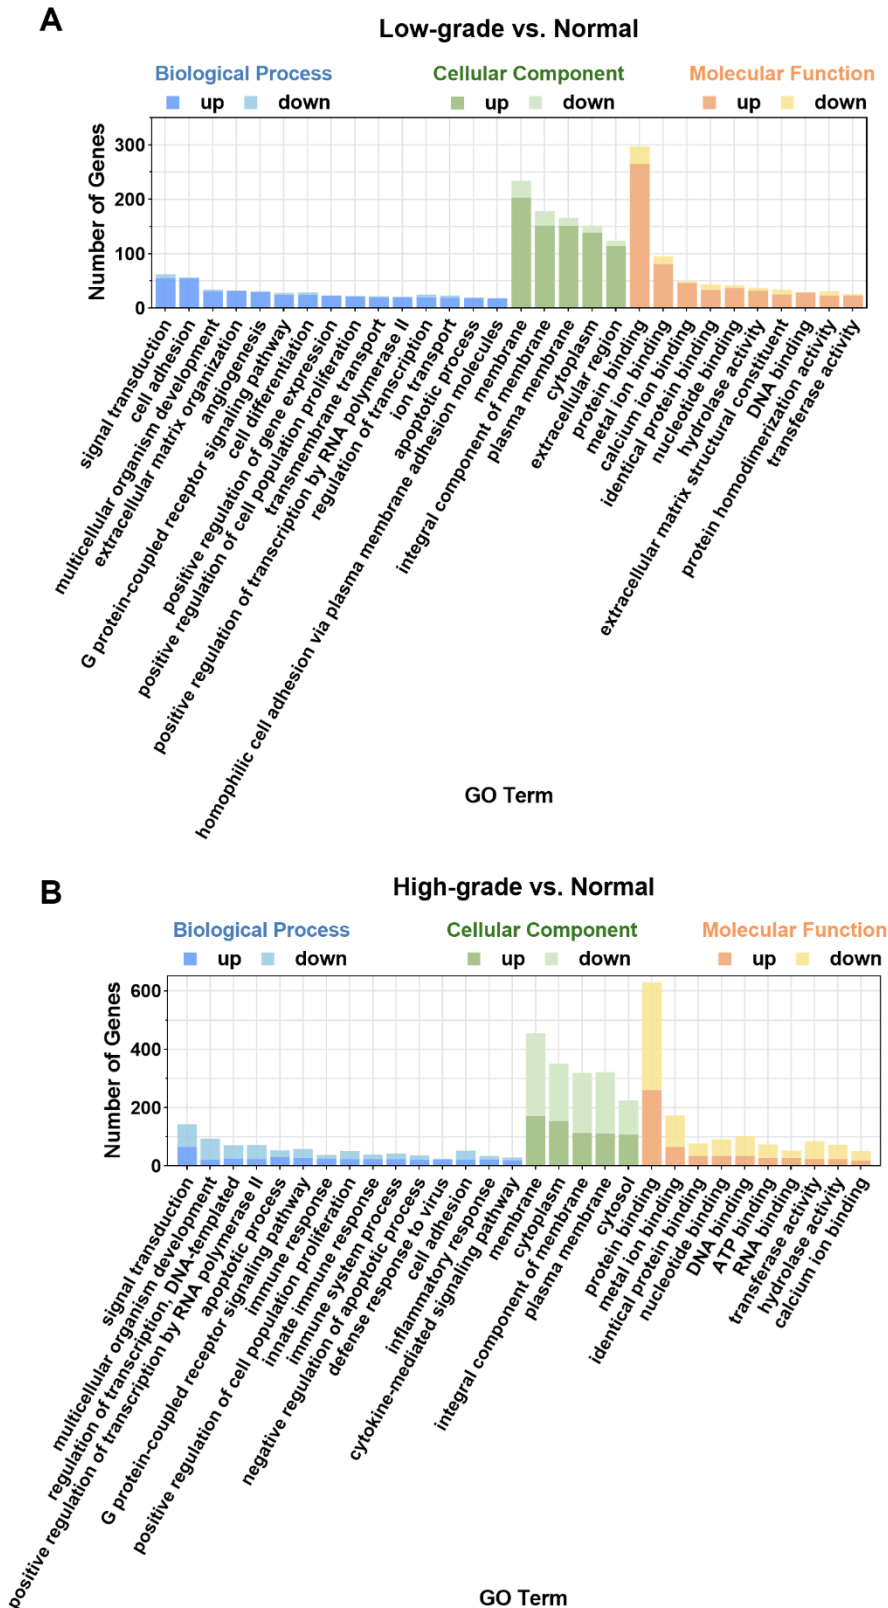 A
Low-grade vs. Normal
Biological Process
Cellular Component
Molecular Function
up down
up down
up down
Number of Genes
300
200
100
0
signal transduction
cell adhesion
multicellular organism development
extracellular matrix organization
angiogenesis
G protein-coupled receptor signaling pathway
cell differentiation
positive regulation of gene expression
positive regulation of cell population proliferation
transmembrane transport
positive regulation of transcription by RNA polymerase II
regulation of transcription
ion transport
apoptotic process
homophilic cell adhesion via plasma membrane adhesion molecules
membrane
integral component of membrane
plasma membrane
cytoplasm
extracellular region
protein binding
metal ion binding
calcium ion binding
identical protein binding
nucleotide binding
hydrolase activity
extracellular matrix structural constituent
DNA binding
protein homodimerization activity
transferase activity
GO Term
B
High-grade vs. Normal
Biological Process
Cellular Component
Molecular Function
up down
up down
up down
Number of Genes
600
400
200
0
signal transduction
multicellular organism development
regulation of transcription, DNA-templated
positive regulation of transcription by RNA polymerase II
apoptotic process
G protein-coupled receptor signaling pathway
immune response
positive regulation of cell population proliferation
innate immune response
immune system process
negative regulation of apoptotic process
defense response to virus
cell adhesion
inflammatory response
cytokine-mediated signaling pathway
membrane
cytoplasm
integral component of membrane
plasma membrane
cytosol
protein binding
metal ion binding
identical protein binding
nucleotide binding
DNA binding
ATP binding
RNA binding
transferase activity
hydrolase activity
calcium ion binding
GO Term